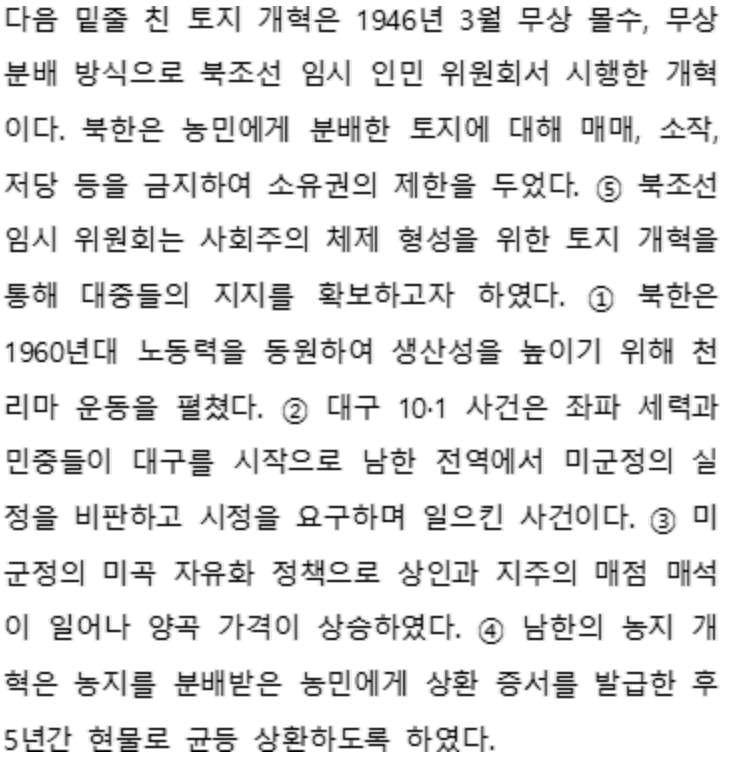 다음 밑줄 친 토지 개혁은 1946년 3월 무상 몰수, 무상
분배 방식으로 북조선 임시 인민 위원회서 시행한 개혁
이다. 북한은 농민에게 분배한 토지에 대해 매매, 소작,
저당 등을 금지하여 소유권의 제한을 두었다. ⑤ 북조선
임시 위원회는 사회주의 체제 형성을 위한 토지 개혁을
통해 대중들의 지지를 확보하고자 하였다. ① 북한은
1960년대 노동력을 동원하여 생산성을 높이기 위해 천
리마 운동을 펼쳤다. ② 대구 10·1 사건은 좌파 세력과
민중들이 대구를 시작으로 남한 전역에서 미군정의 실
정을 비판하고 시정을 요구하며 일으킨 사건이다. ③ 미
군정의 미곡 자유화 정책으로 상인과 지주의 매점 매석
이 일어나 양곡 가격이 상승하였다. ④ 남한의 농지 개
혁은 농지를 분배받은 농민에게 상환 증서를 발급한 후
5년간 현물로 균등 상환하도록 하였다.